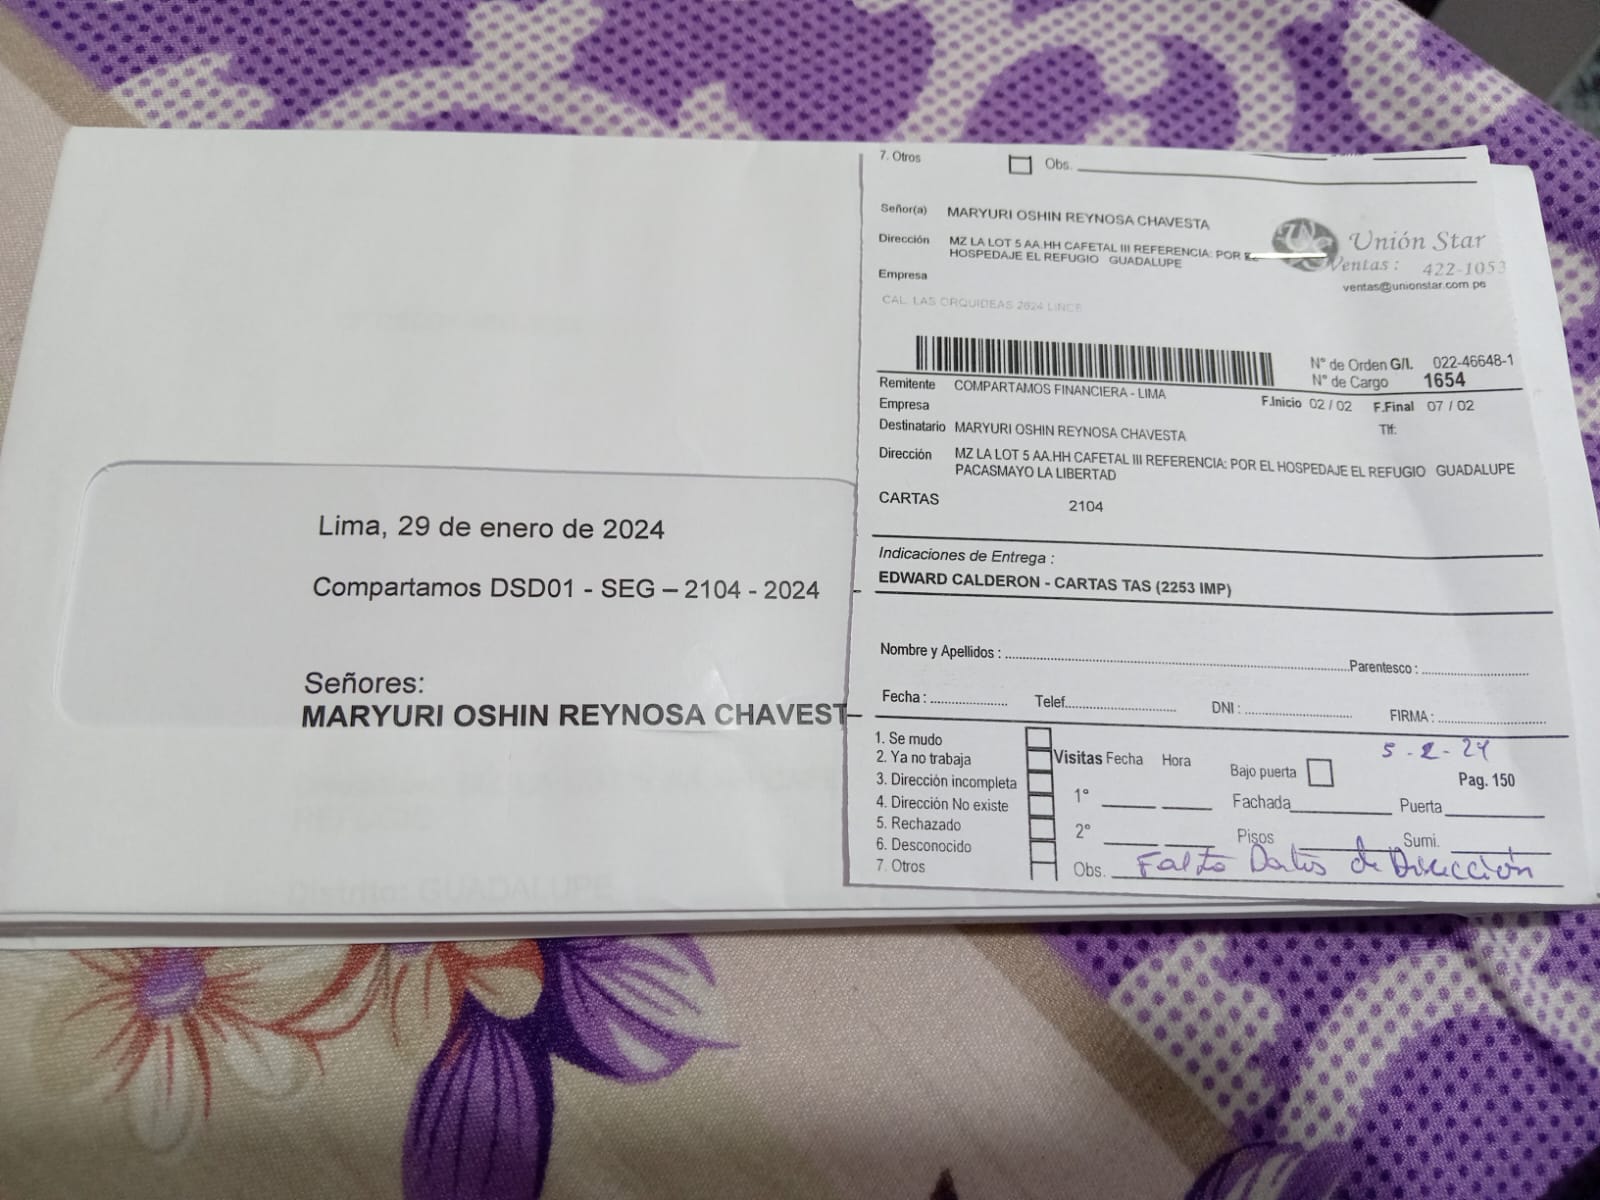 Lima, 29 de enero de 2024
Compartamos DSD01 - SEG – 2104 - 2024
Señores:
MARYURI OSHIN REYNOSA CHAVEST
Distrito: GUADALUPE
7. Otros Obs.
Señor(a) MARYURI OSHIN REYNOSA CHAVESTA
Dirección MZ LA LOT 5 AA.HH CAFETAL III REFERENCIA: POR EL
HOSPEDAJE EL REFUGIO GUADALUPE
Unión Star
Ventas: 422-1053
ventas@unionstar.com.pe
Empresa
CAL. LAS ORQUIDEAS 2624 LINCE
N° de Orden G/I. 022-46648-1
N° de Cargo 1654
Remitente COMPARTAMOS FINANCIERA - LIMA
F.Inicio 02 / 02 F.Final 07 / 02
Empresa
Tlf:
Destinatario MARYURI OSHIN REYNOSA CHAVESTA
Dirección MZ LA LOT 5 AA.HH CAFETAL III REFERENCIA: POR EL HOSPEDAJE EL REFUGIO GUADALUPE
PACASMAYO LA LIBERTAD
CARTAS 2104
Indicaciones de Entrega :
EDWARD CALDERON - CARTAS TAS (2253 IMP)
Nombre y Apellidos : Parentesco :
Fecha : Telef. DNI : FIRMA :
5 - 2 - 24
1. Se mudo
2. Ya no trabaja Visitas Fecha Hora Bajo puerta Pag. 150
3. Dirección incompleta 1° Fachada Puerta
4. Dirección No existe
5. Rechazado 2° Pisos Sumi.
6. Desconocido
7. Otros Obs. Falto Datos de Dirección